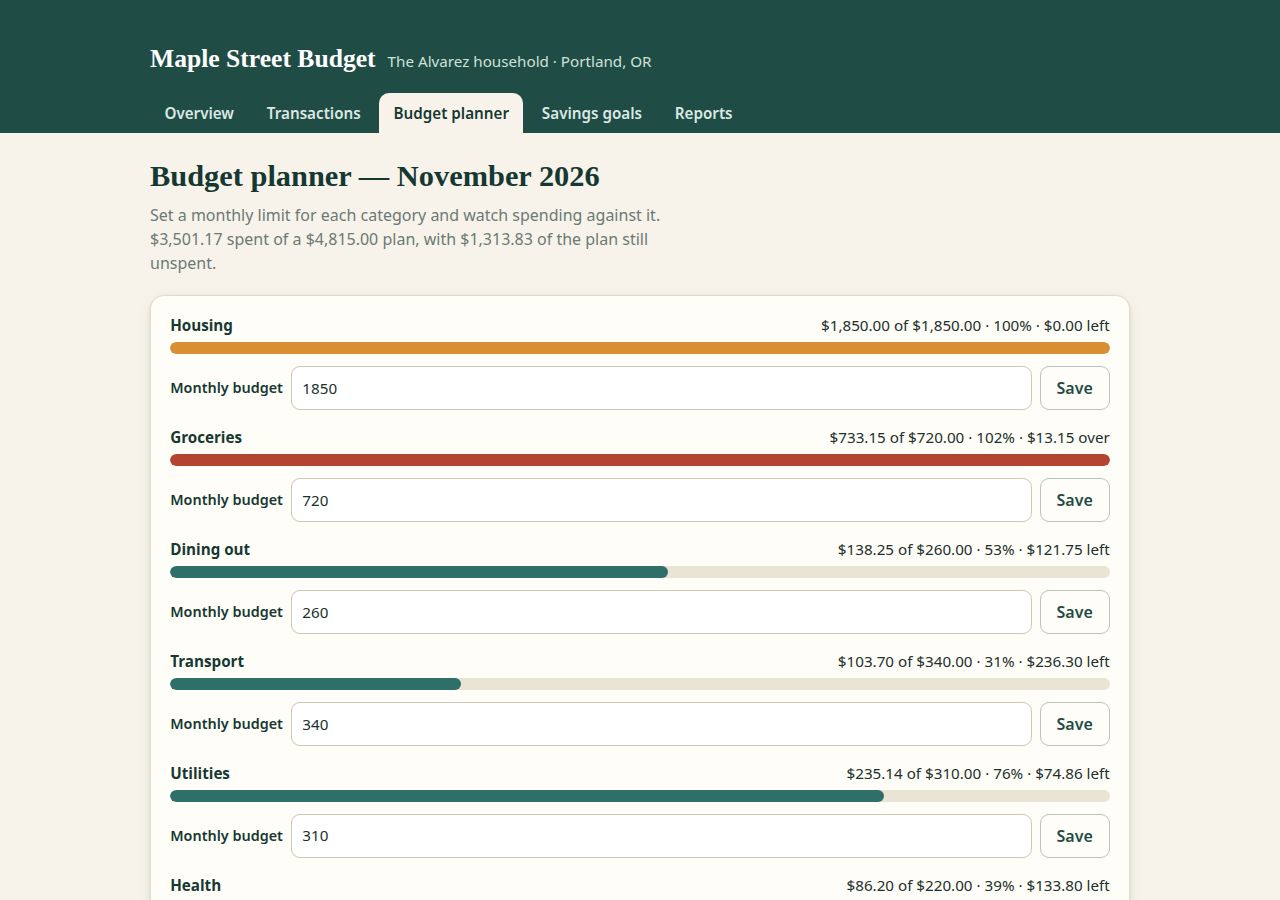 Maple Street Budget The Alvarez household · Portland, OR
Overview Transactions Budget planner Savings goals Reports
Budget planner — November 2026
Set a monthly limit for each category and watch spending against it.
$3,501.17 spent of a $4,815.00 plan, with $1,313.83 of the plan still
unspent.
Housing $1,850.00 of $1,850.00 · 100% · $0.00 left
Monthly budget 1850 Save
Groceries $733.15 of $720.00 · 102% · $13.15 over
Monthly budget 720 Save
Dining out $138.25 of $260.00 · 53% · $121.75 left
Monthly budget 260 Save
Transport $103.70 of $340.00 · 31% · $236.30 left
Monthly budget 340 Save
Utilities $235.14 of $310.00 · 76% · $74.86 left
Monthly budget 310 Save
Health $86.20 of $220.00 · 39% · $133.80 left